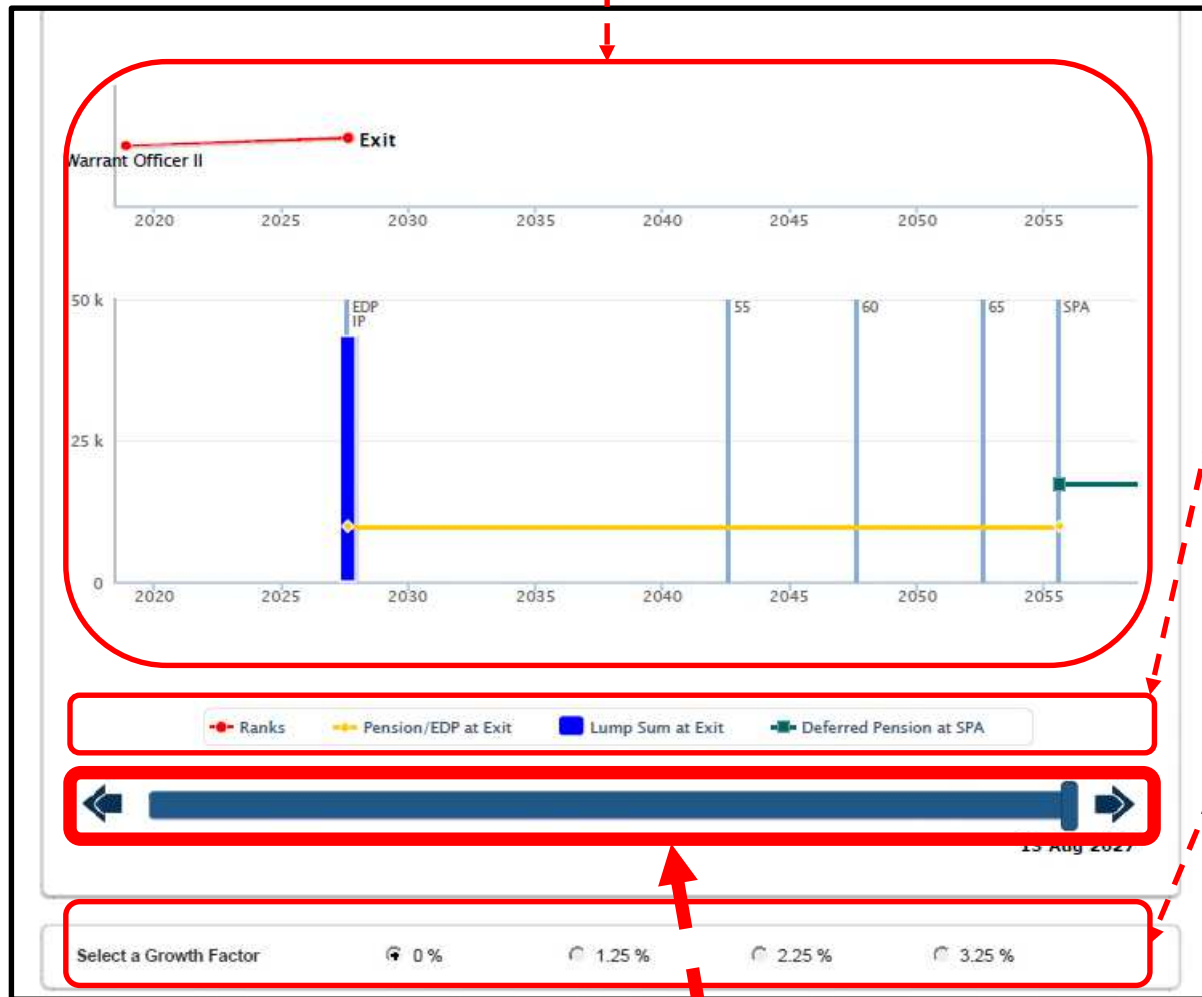 Exit
Warrant Officer II
2020 2025 2030 2035 2040 2045 2050 2055
50 k
EDP 55 60 65 SPA
IP
25 k
0
2020 2025 2030 2035 2040 2045 2050 2055
Ranks Pension/EDP at Exit Lump Sum at Exit Deferred Pension at SPA
13 Aug 2027
Select a Growth Factor 0 % 1.25 % 2.25 % 3.25 %